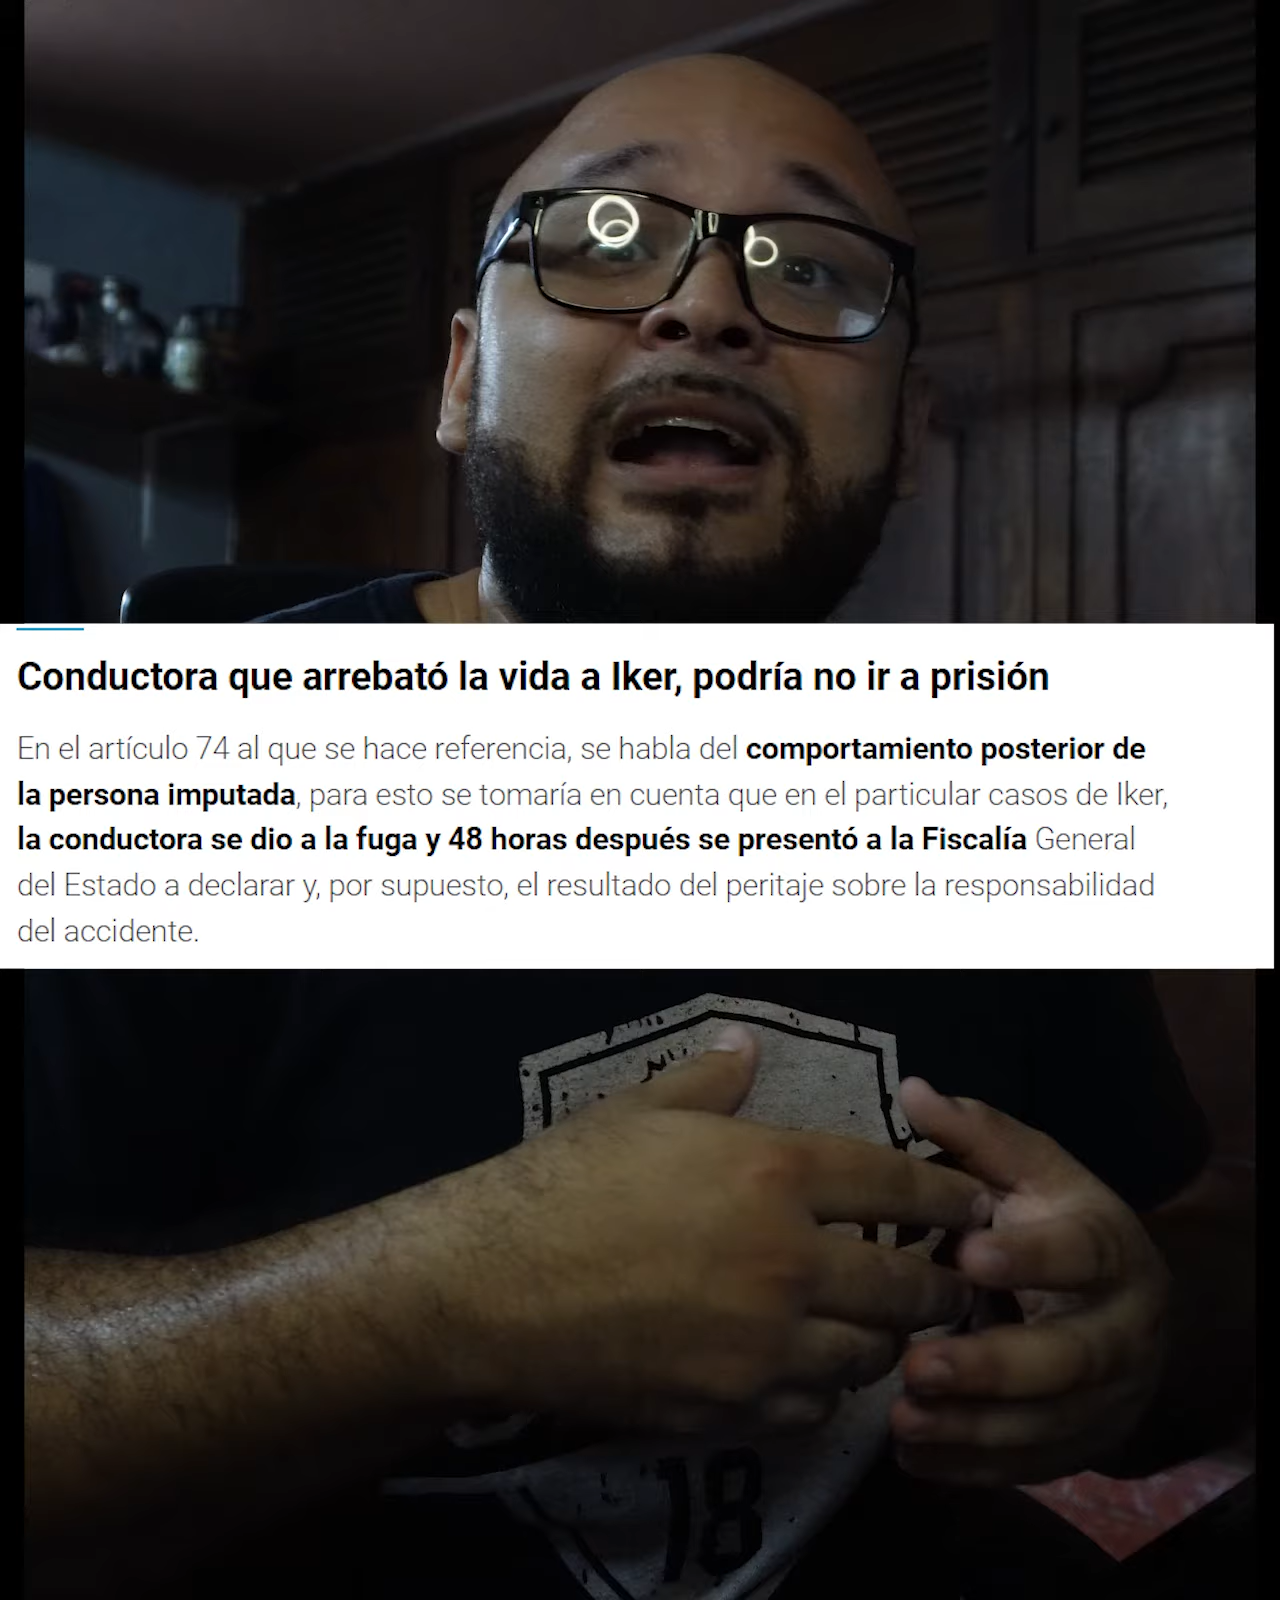 Conductora que arrebató la vida a Iker, podría no ir a prisión
En el artículo 74 al que se hace referencia, se habla del comportamiento posterior de
la persona imputada, para esto se tomaría en cuenta que en el particular casos de Iker,
la conductora se dio a la fuga y 48 horas después se presentó a la Fiscalía General
del Estado a declarar y, por supuesto, el resultado del peritaje sobre la responsabilidad
del accidente.
18